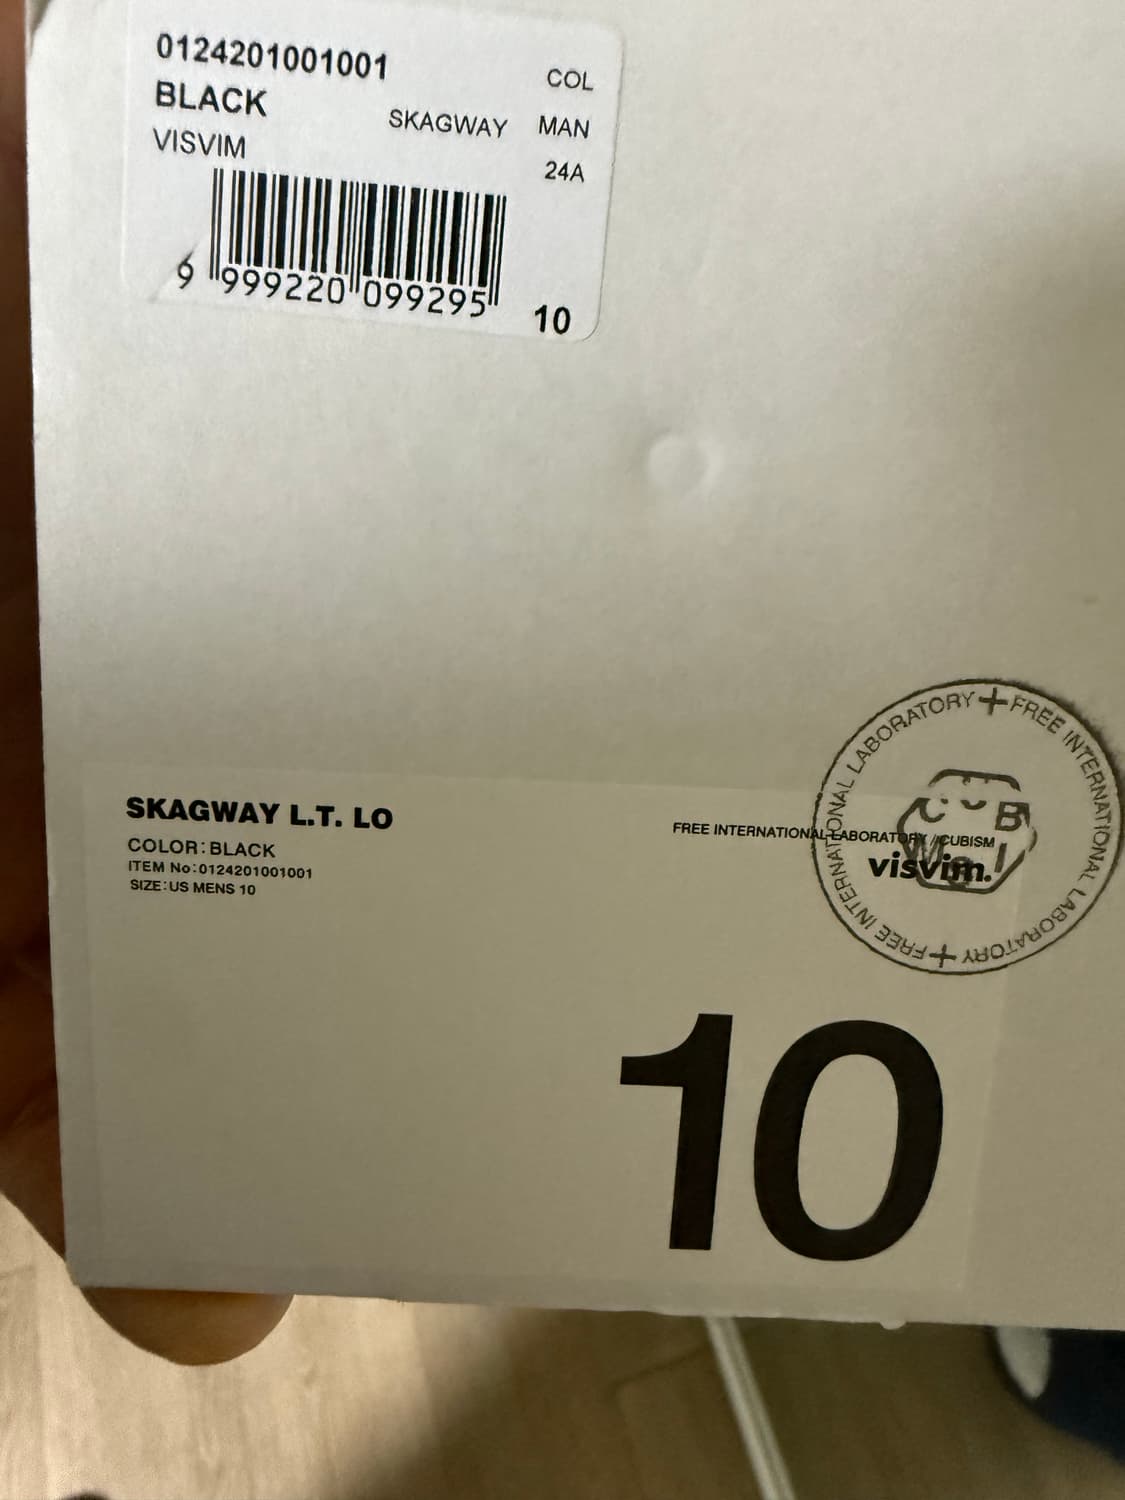 0124201001001
COL
BLACK
SKAGWAY MAN
VISVIM
24A
9 999220 099295
10
SKAGWAY L.T. LO
COLOR:BLACK
ITEM No:0124201001001
SIZE:US MENS 10
FREE INTERNATIONAL LABORATORY / CUBISM
visvim.
FREE INTERNATIONAL LABORATORY + FREE INTERNATIONAL LABORATORY +
10